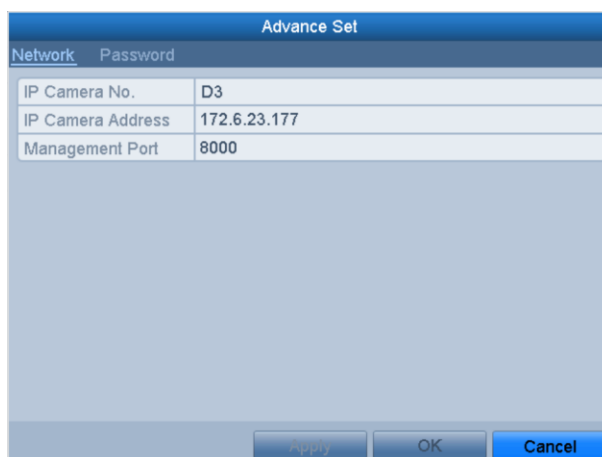 Advance Set
Network Password
IP Camera No. D3
IP Camera Address 172.6.23.177
Management Port 8000
Apply OK Cancel